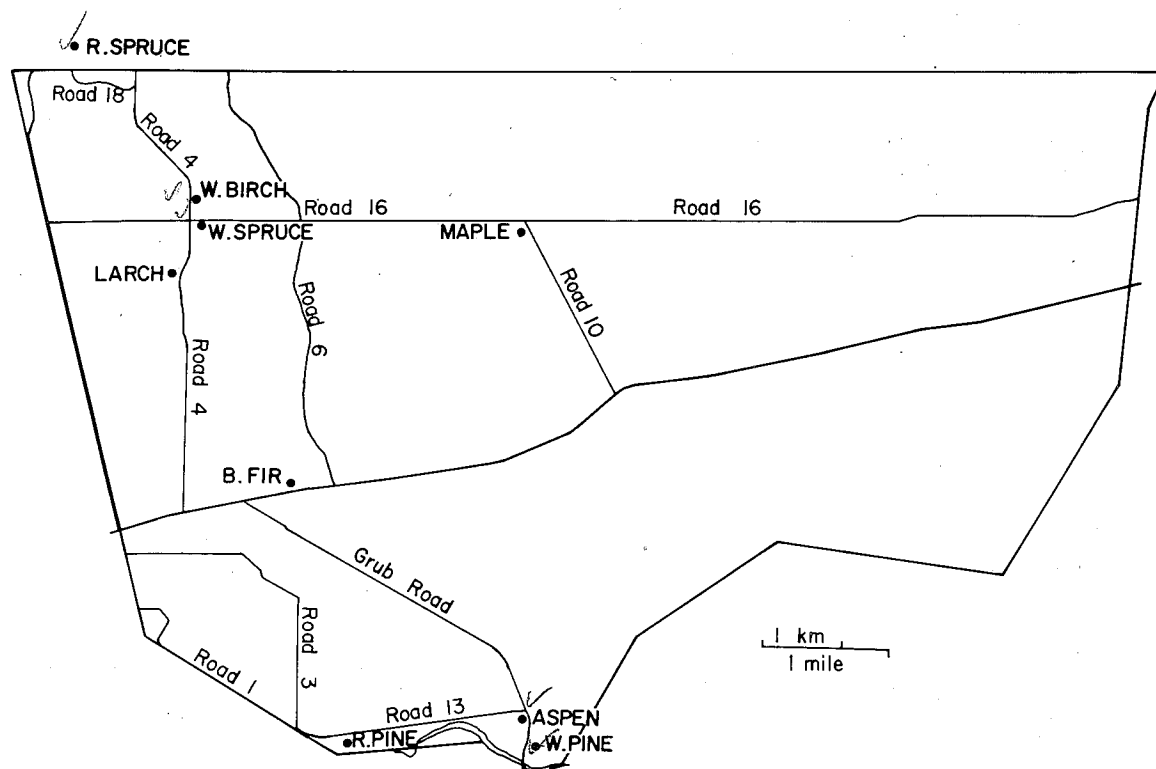 R. SPRUCE
Road 18
Road 4
W. BIRCH
Road 16
Road 16
W. SPRUCE
MAPLE
LARCH
Road 10
Road 6
Road 4
B. FIR
Grub Road
Road 3
1 km
1 mile
Road 1
Road 13
ASPEN
R. PINE
W. PINE